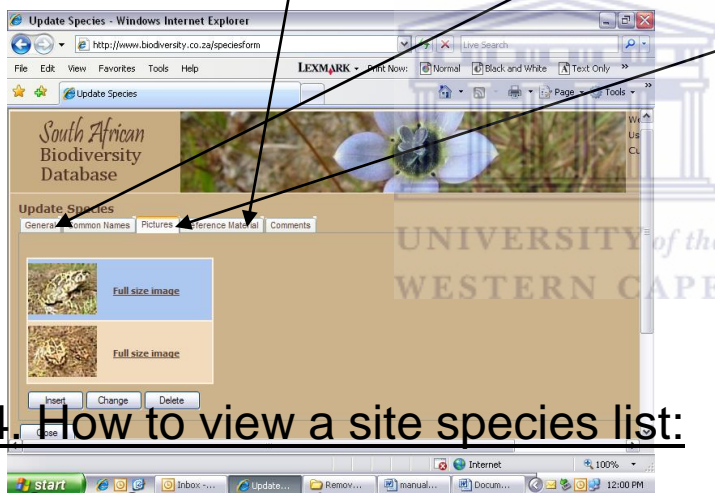 Update Species - Windows Internet Explorer
http://www.biodiversity.co.za/speciesform
Live Search
File Edit View Favorites Tools Help
LEXMARK Print Now: Normal Black and White Text Only »
Update Species
Page Tools »
South African
Biodiversity
Database
We
Us
Cu
Update Species
General Common Names Pictures Reference Material Comments
UNIVERSITY of the
WESTERN CAPE
Full size image
Full size image
Insert Change Delete
Close
4. How to view a site species list:
Internet 100%
start Inbox -... Update... Remov... manual... Docum... 12:00 PM